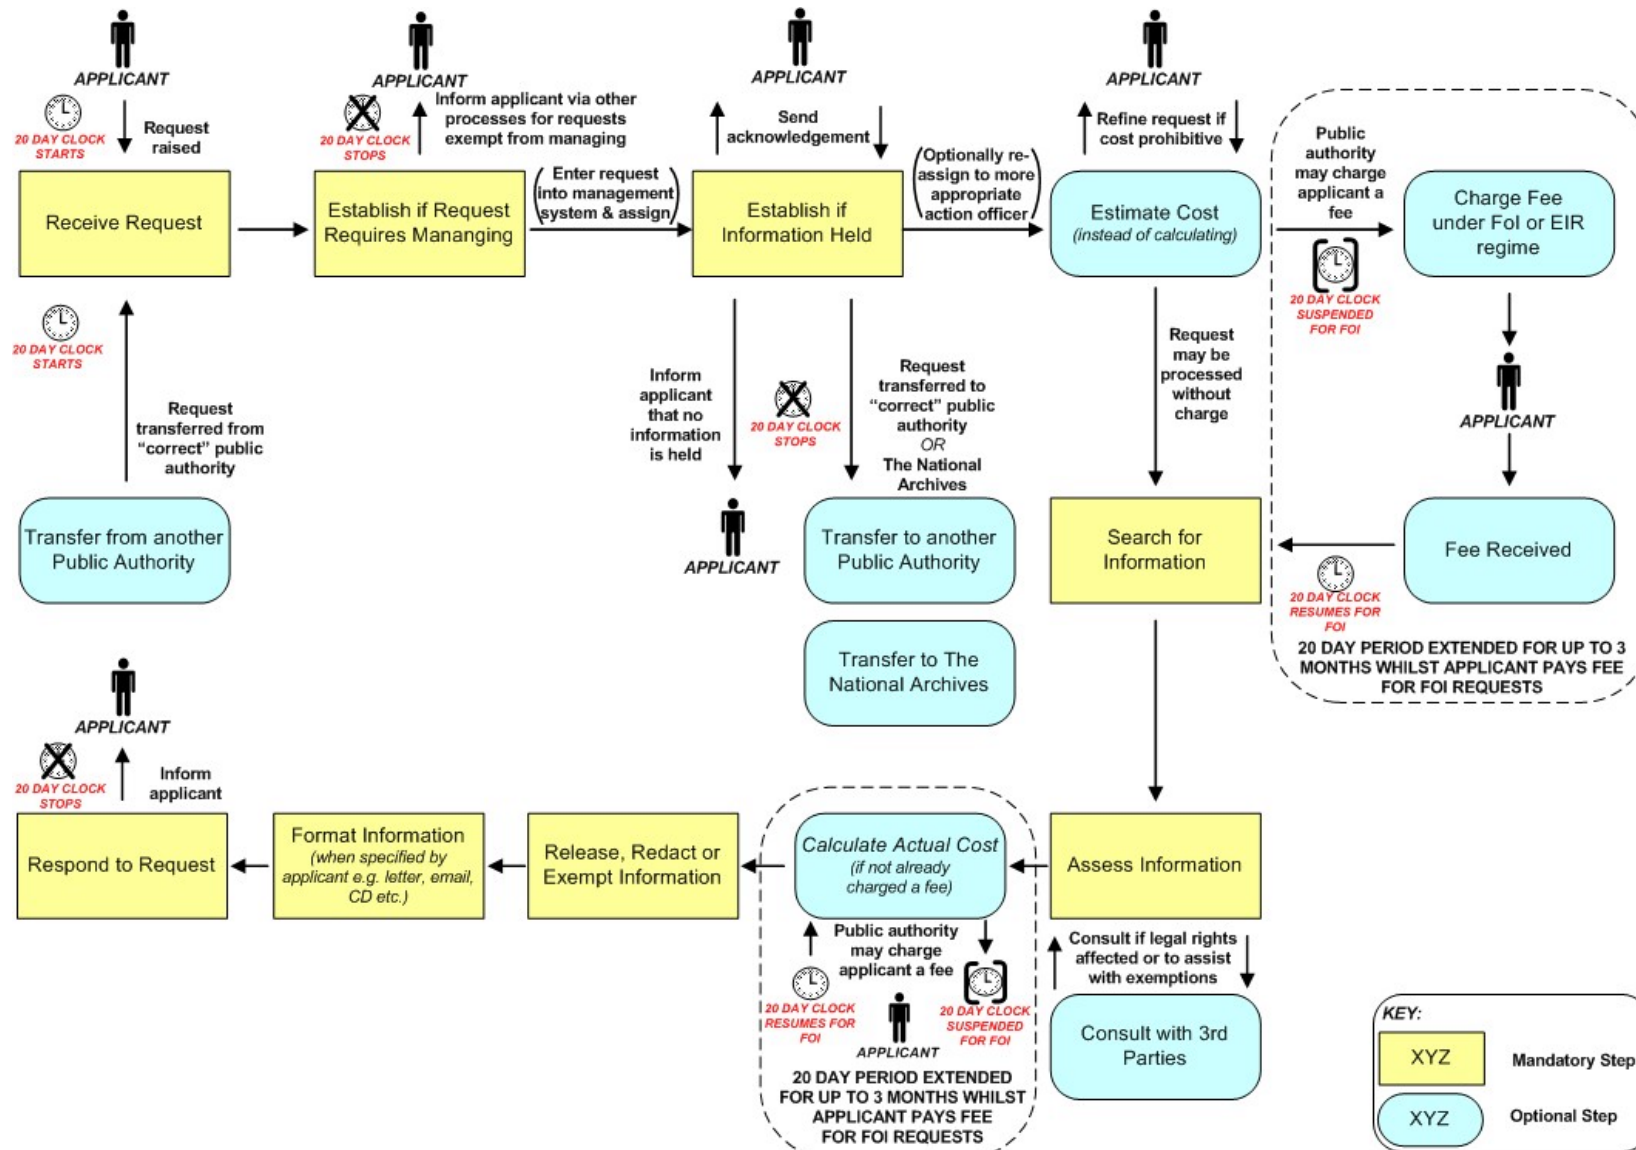 APPLICANT
20 DAY CLOCK
STARTS
Request
raised
APPLICANT
20 DAY CLOCK
STOPS
Inform applicant via other
processes for requests
exempt from managing
APPLICANT
Send
acknowledgement
APPLICANT
Refine request if
cost prohibitive
Receive Request
Establish if Request
Requires Mananging
(Enter request
into management
system & assign)
Establish if
Information Held
(Optionally re-
assign to more
appropriate
action officer)
Estimate Cost
(instead of calculating)
Public
authority
may charge
applicant a
fee
20 DAY CLOCK
SUSPENDED
FOR FOI
Charge Fee
under FoI or EIR
regime
20 DAY CLOCK
STARTS
Request
transferred from
“correct” public
authority
Transfer from another
Public Authority
Inform
applicant
that no
information
is held
APPLICANT
20 DAY CLOCK
STOPS
Request
transferred to
“correct” public
authority
OR
The National
Archives
Transfer to another
Public Authority
Transfer to The
National Archives
Request
may be
processed
without
charge
Search for
Information
APPLICANT
Fee Received
20 DAY CLOCK
RESUMES FOR
FOI
20 DAY PERIOD EXTENDED FOR UP TO 3
MONTHS WHILST APPLICANT PAYS FEE
FOR FOI REQUESTS
APPLICANT
20 DAY CLOCK
STOPS
Inform
applicant
Respond to Request
Format Information
(when specified by
applicant e.g. letter, email,
CD etc.)
Release, Redact or
Exempt Information
Calculate Actual Cost
(if not already
charged a fee)
Public authority
may charge
applicant a fee
20 DAY CLOCK
RESUMES FOR
FOI
APPLICANT
20 DAY CLOCK
SUSPENDED
FOR FOI
20 DAY PERIOD EXTENDED
FOR UP TO 3 MONTHS WHILST
APPLICANT PAYS FEE
FOR FOI REQUESTS
Assess Information
Consult if legal rights
affected or to assist
with exemptions
Consult with 3rd
Parties
KEY:
XYZ
Mandatory Step
XYZ
Optional Step